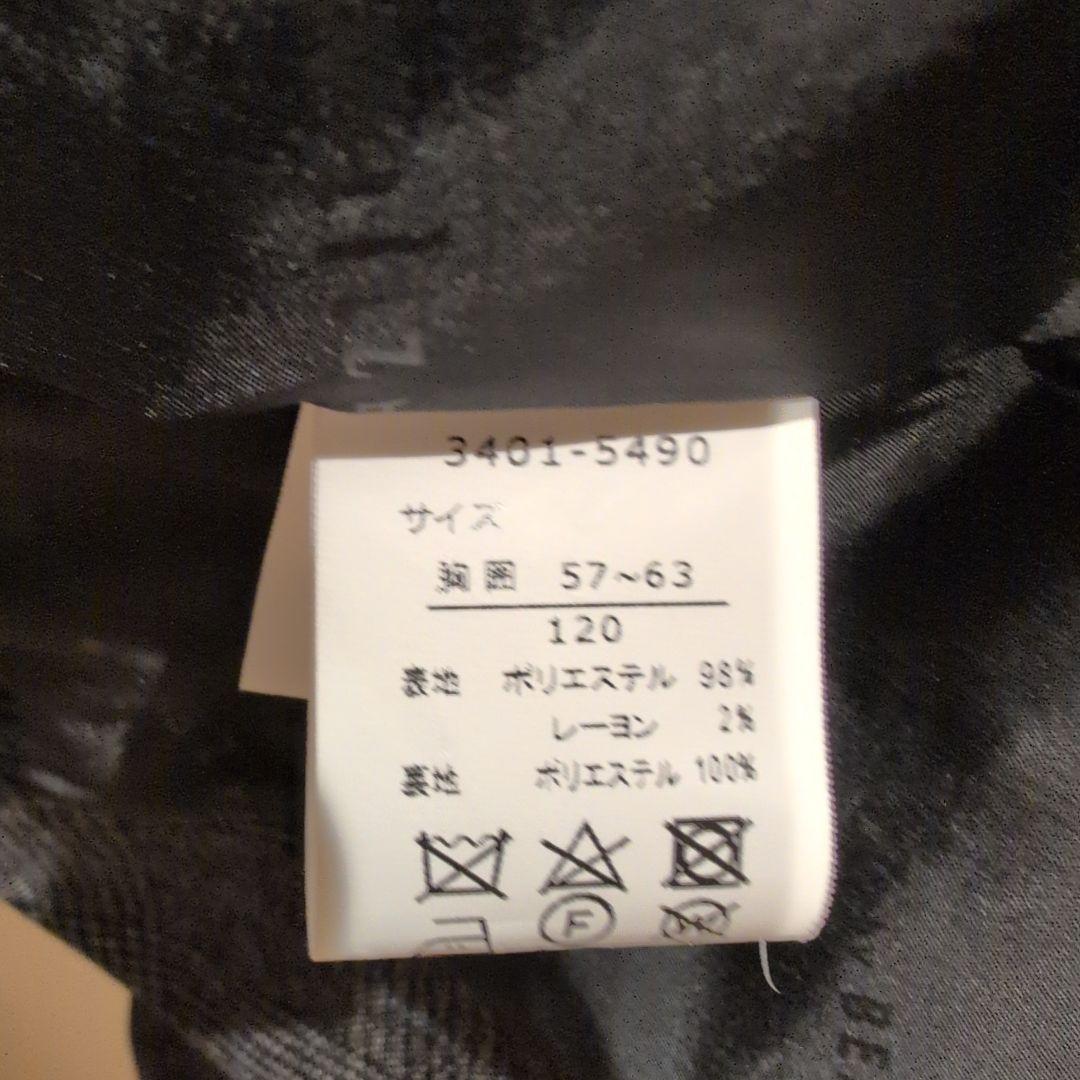 3401-5490
サイズ
胸囲 57~63
120
表地 ポリエステル 98%
レーヨン 2%
裏地 ポリエステル 100%
F
BE